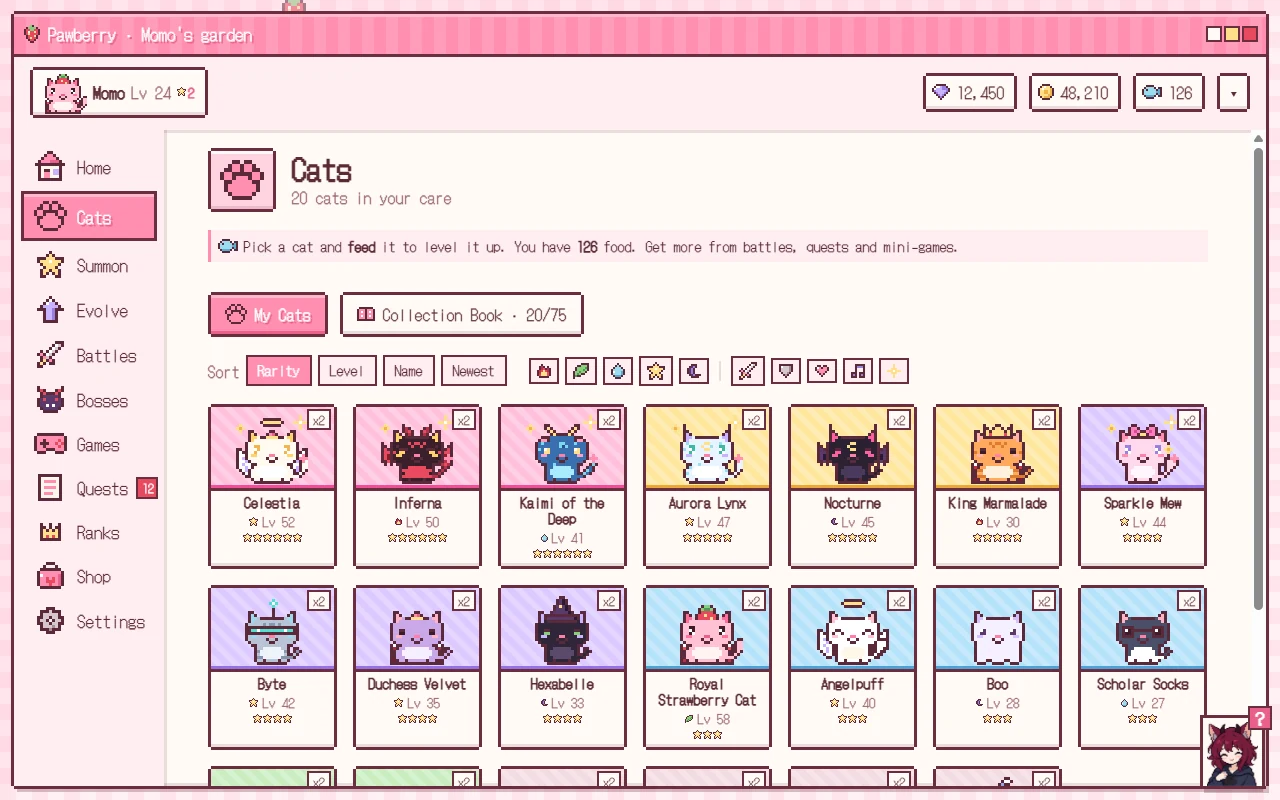 Pawberry · Momo's garden
Momo Lv 24 2
12,450
48,210
126
Home
Cats
Summon
Evolve
Battles
Bosses
Games
Quests 12
Ranks
Shop
Settings
Cats
20 cats in your care
Pick a cat and feed it to level it up. You have 126 food. Get more from battles, quests and mini-games.
My Cats
Collection Book · 20/75
Sort Rarity Level Name Newest
x2 x2 x2 x2 x2 x2 x2
Celestia
Lv 52
Inferna
Lv 50
Kaimi of the
Deep
Lv 41
Aurora Lynx
Lv 47
Nocturne
Lv 45
King Marmalade
Lv 30
Sparkle Mew
Lv 44
x2 x2 x2 x2 x2 x2 x2
Byte
Lv 42
Duchess Velvet
Lv 35
Hexabelle
Lv 33
Royal
Strawberry Cat
Lv 58
Angelpuff
Lv 40
Boo
Lv 28
Scholar Socks
Lv 27
?
x2 x2 x2 x2 x2 x2